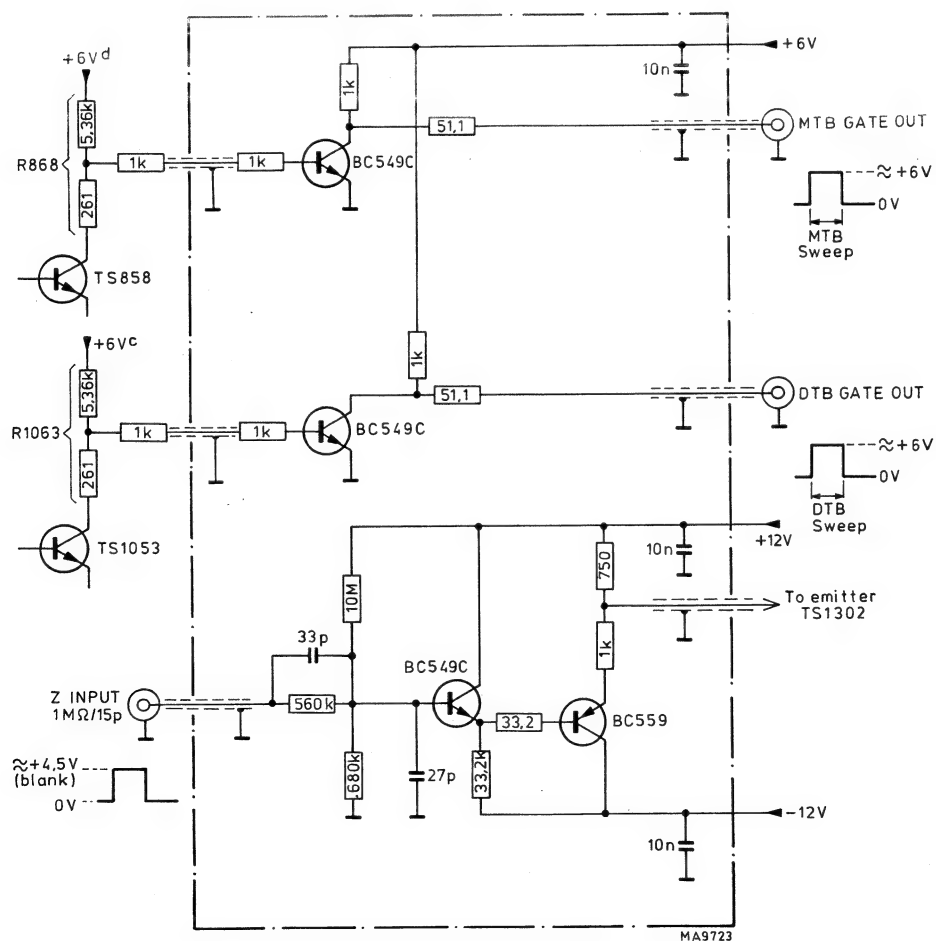 +6Vd
5,36k
R868
261
TS858
1k
1k
BC549C
1k
10n
+6V
51,1
MTB GATE OUT
≈+6V
0V
MTB
Sweep
+6Vc
5,36k
R1063
261
TS1053
1k
1k
BC549C
1k
51,1
DTB GATE OUT
≈+6V
0V
DTB
Sweep
10n
+12V
10M
750
To emitter
TS1302
33p
1k
BC549C
Z INPUT
1MΩ/15p
560k
33,2
BC559
≈+4,5V
(blank)
0V
680k
27p
33,2k
-12V
10n
MA9723